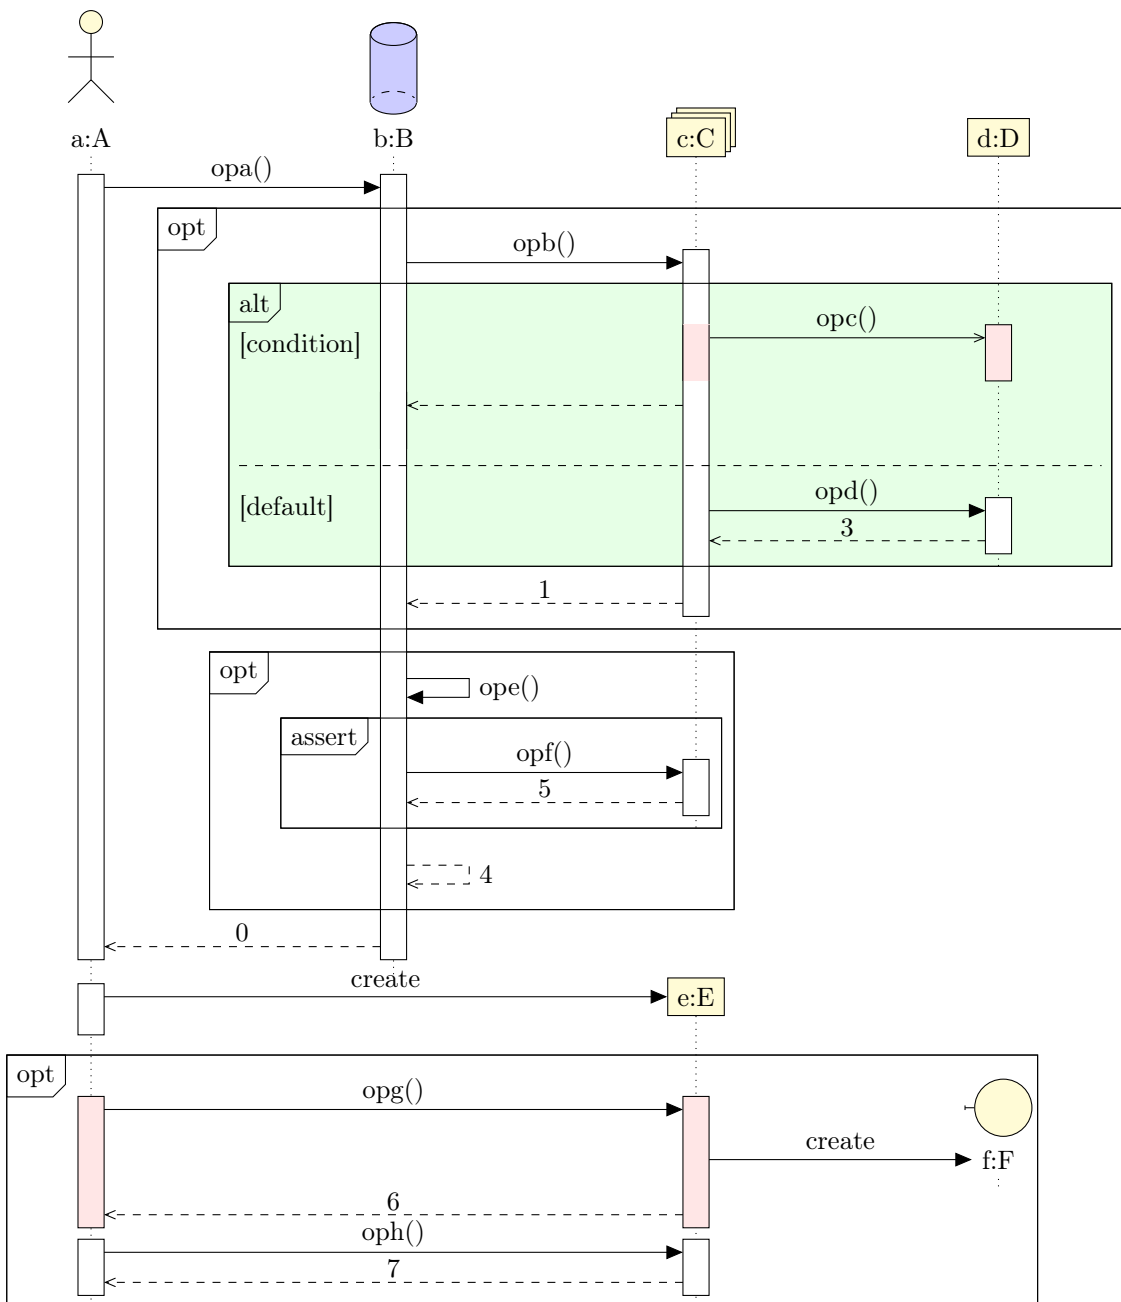 a:A
b:B
c:C
d:D
opa()
opt
opb()
alt
[condition]
opc()
[default]
opd()
3
1
opt
ope()
assert
opf()
5
4
0
create
e:E
opt
opg()
create
f:F
6
oph()
7